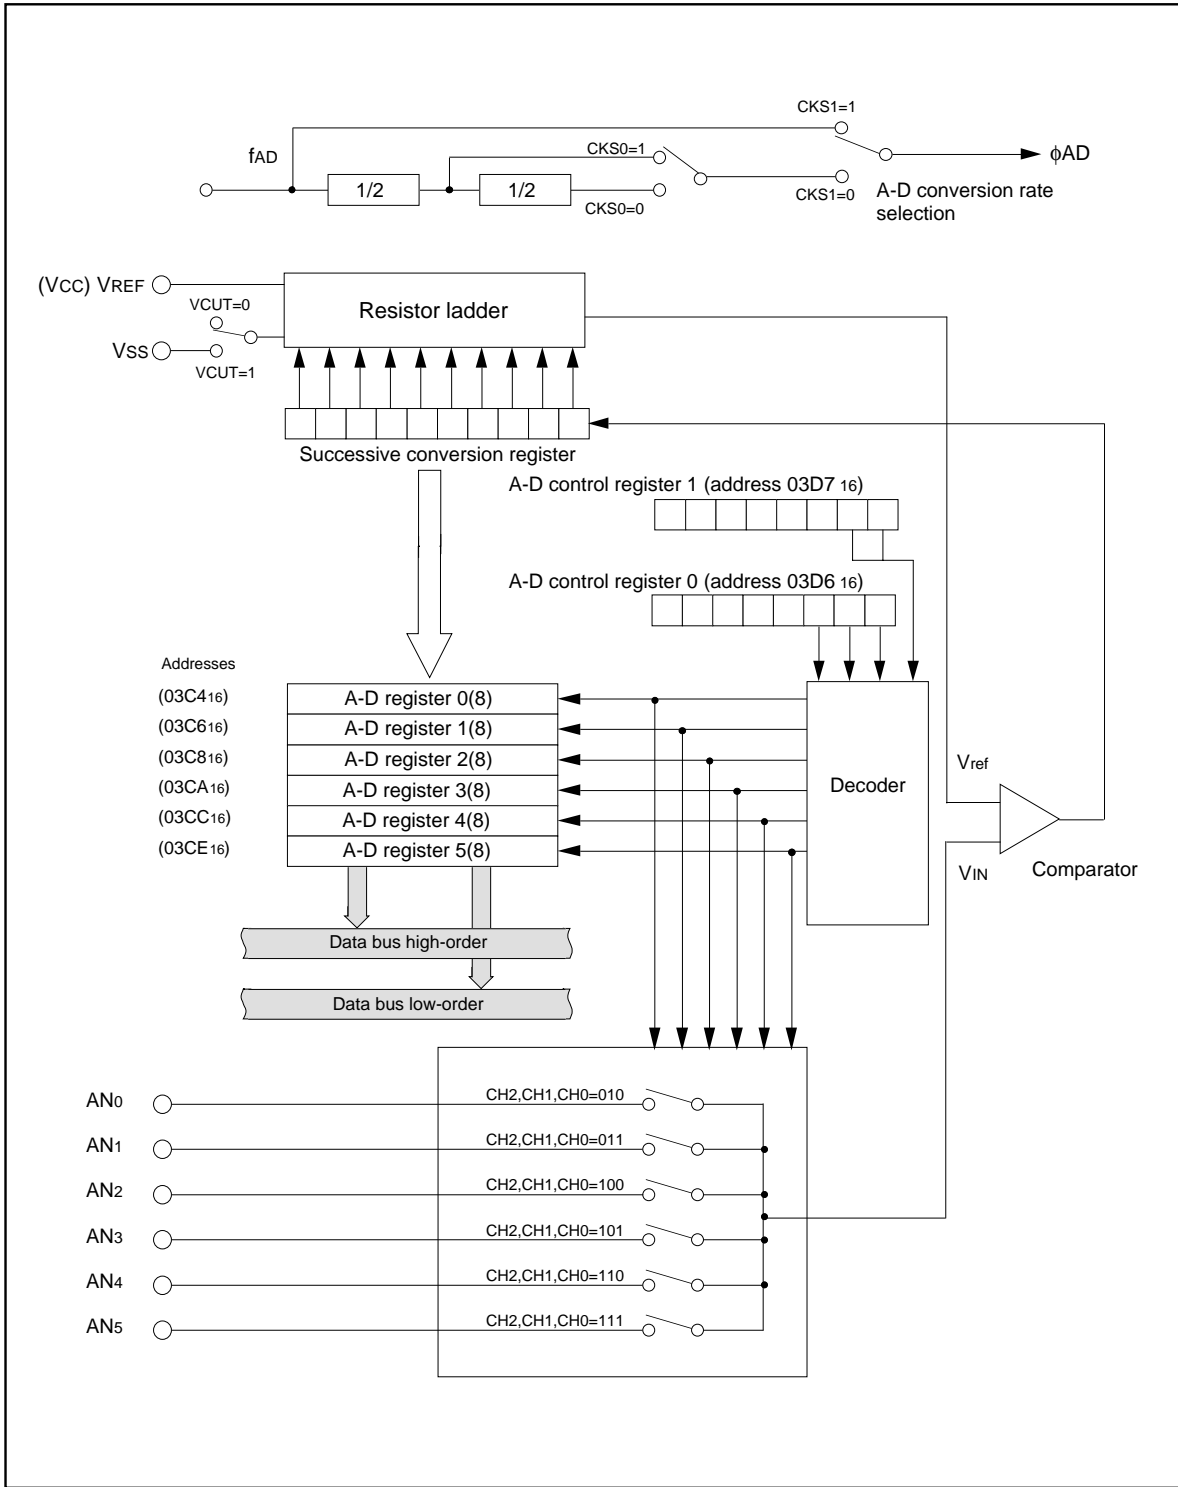 CKS1=1
fAD
CKS0=1
ϕAD
1/2
1/2
CKS0=0
CKS1=0
A-D conversion rate
selection
(VCC) VREF
VCUT=0
Resistor ladder
VSS
VCUT=1
Successive conversion register
A-D control register 1 (address 03D7 16)
A-D control register 0 (address 03D6 16)
Addresses
(03C416)
A-D register 0(8)
(03C616)
A-D register 1(8)
(03C816)
A-D register 2(8)
(03CA16)
A-D register 3(8)
(03CC16)
A-D register 4(8)
(03CE16)
A-D register 5(8)
Decoder
Vref
VIN
Comparator
Data bus high-order
Data bus low-order
AN0
CH2,CH1,CH0=010
AN1
CH2,CH1,CH0=011
AN2
CH2,CH1,CH0=100
AN3
CH2,CH1,CH0=101
AN4
CH2,CH1,CH0=110
AN5
CH2,CH1,CH0=111